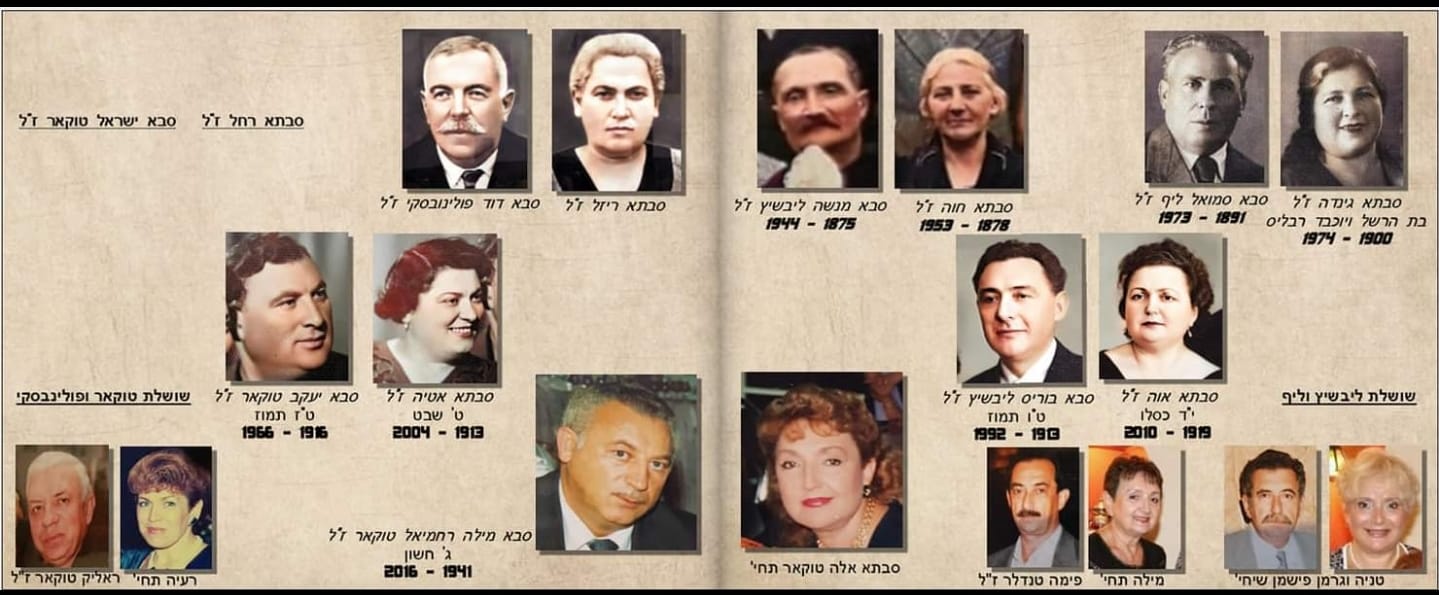 סבא ישראל טוקאר ז"ל
סבתא רחל ז"ל
סבא דוד פולינובסקי ז"ל
סבתא ריזל ז"ל
סבא מנשה ליבשיץ ז"ל
1944 - 1875
סבתא חוה ז"ל
1953 - 1878
סבא סמואל ליף ז"ל
1973 - 1891
סבתא גינדה ז"ל
בת הרשל ויוכבד רבליס
1974 - 1900
שושלת טוקאר ופולינבסקי
סבא יעקב טוקאר ז"ל
ט"ז תמוז
1966 - 1916
סבתא אטיה ז"ל
ט' שבט
2004 - 1913
סבא בוריס ליבשיץ ז"ל
ט"ו תמוז
1992 - 1913
סבתא אוה ז"ל
י"ד כסלו
2010 - 1919
שושלת ליבשיץ וליף
ראליק טוקאר ז"ל
רעיה תחי'
סבא מילה רחמיאל טוקאר ז"ל
ג' חשון
2016 - 1941
סבתא אלה טוקאר תחי'
פימה טנדלר ז"ל
מילה תחי'
טניה וגרמן פישמן שיחי'